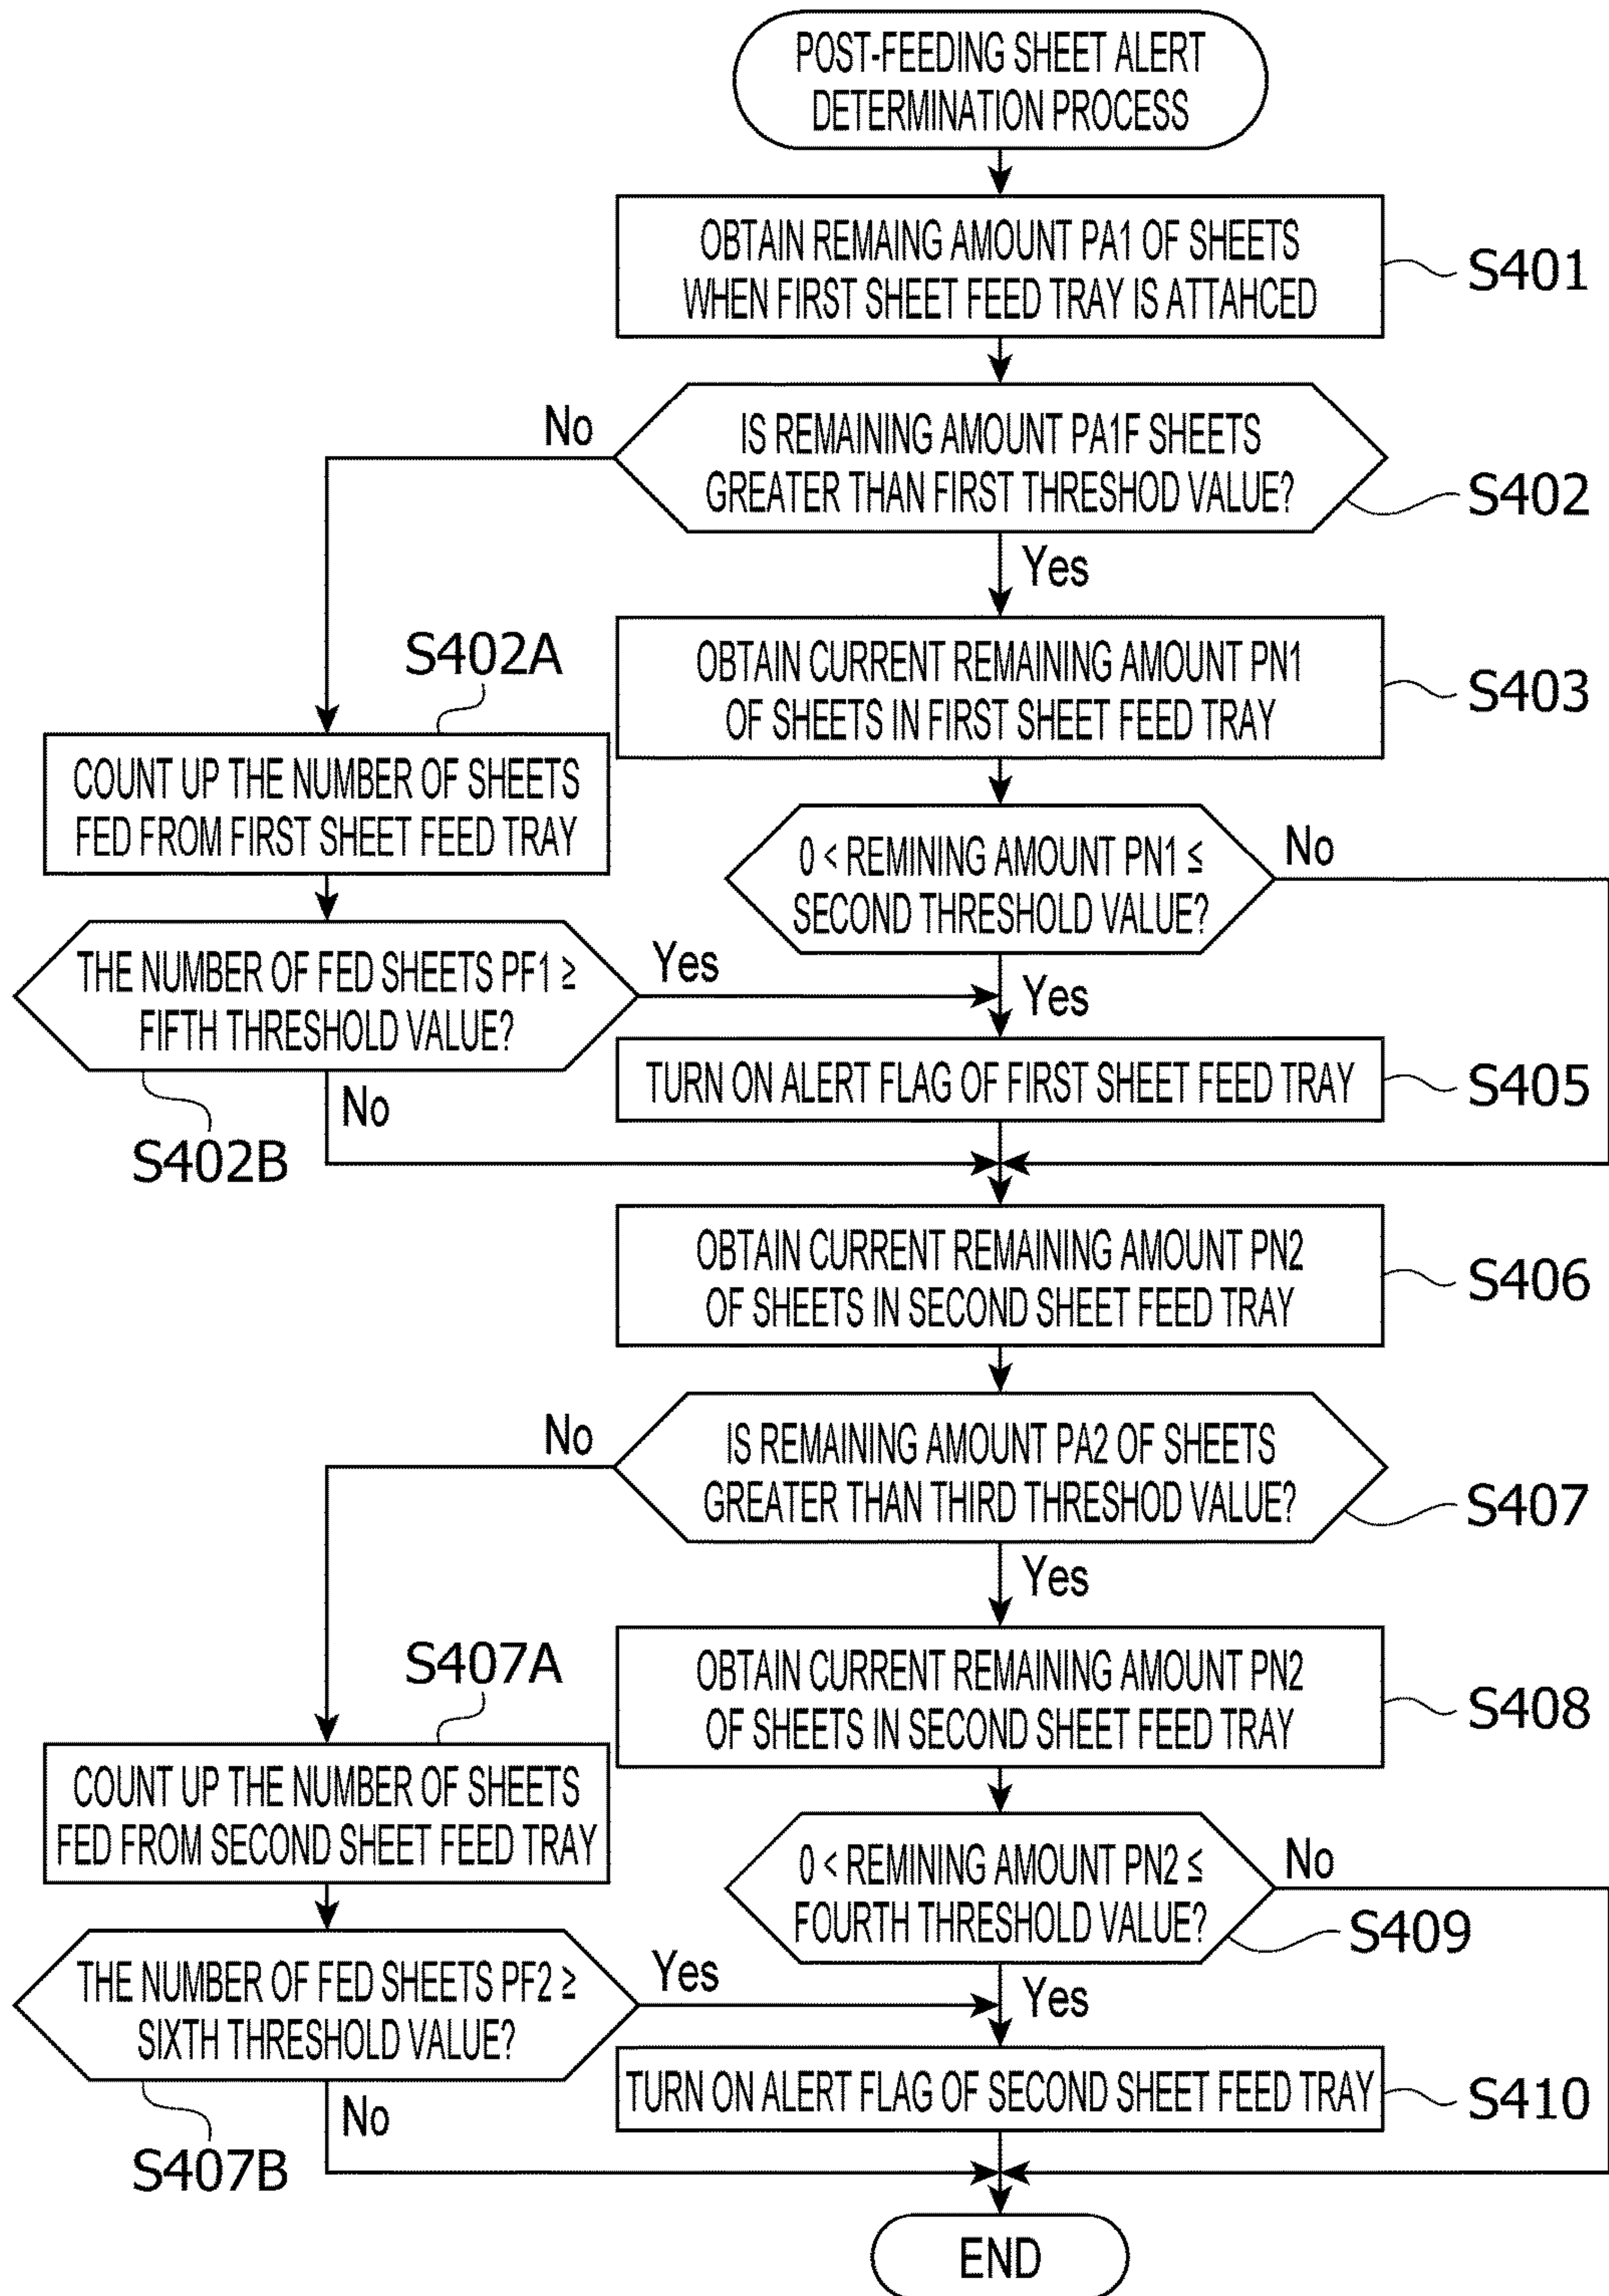 POST-FEEDING SHEET ALERT
DETERMINATION PROCESS
OBTAIN REMAING AMOUNT PA1 OF SHEETS
WHEN FIRST SHEET FEED TRAY IS ATTAHCED
S401
No
IS REMAINING AMOUNT PA1F SHEETS
GREATER THAN FIRST THRESHOD VALUE?
S402
Yes
S402A
OBTAIN CURRENT REMAINING AMOUNT PN1
OF SHEETS IN FIRST SHEET FEED TRAY
S403
COUNT UP THE NUMBER OF SHEETS
FED FROM FIRST SHEET FEED TRAY
0 < REMINING AMOUNT PN1 ≤
SECOND THRESHOLD VALUE?
No
THE NUMBER OF FED SHEETS PF1 ≥
FIFTH THRESHOLD VALUE?
Yes
Yes
TURN ON ALERT FLAG OF FIRST SHEET FEED TRAY
S405
No
S402B
OBTAIN CURRENT REMAINING AMOUNT PN2
OF SHEETS IN SECOND SHEET FEED TRAY
S406
No
IS REMAINING AMOUNT PA2 OF SHEETS
GREATER THAN THIRD THRESHOD VALUE?
S407
Yes
S407A
OBTAIN CURRENT REMAINING AMOUNT PN2
OF SHEETS IN SECOND SHEET FEED TRAY
S408
COUNT UP THE NUMBER OF SHEETS
FED FROM SECOND SHEET FEED TRAY
0 < REMINING AMOUNT PN2 ≤
FOURTH THRESHOLD VALUE?
No
S409
THE NUMBER OF FED SHEETS PF2 ≥
SIXTH THRESHOLD VALUE?
Yes
Yes
TURN ON ALERT FLAG OF SECOND SHEET FEED TRAY
S410
No
S407B
END